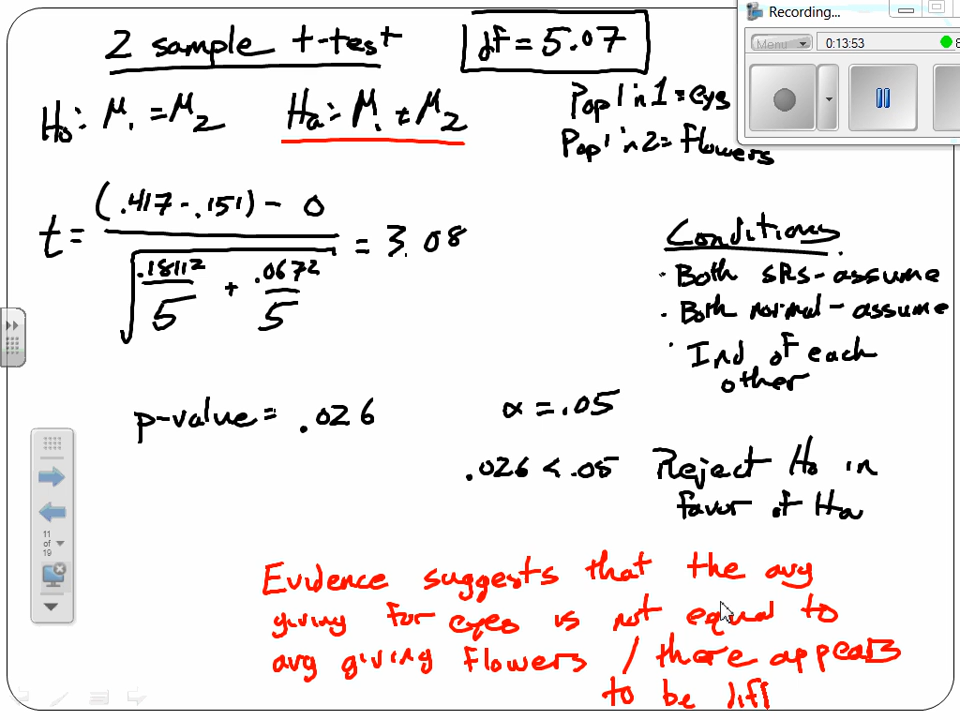 Recording...
Menu
0:13:53
2 sample t-test
df = 5.07
H₀: μ₁ = μ₂
Ha: μ₁ ≠ μ₂
Pop'l'n 1 = eys
Pop'l'n 2 = flowers
t = (.417 - .151) - 0
= 3.08
.1811²
5
+
.067²
5
Conditions
· Both SRS - assume
· Both normal - assume
· Ind of each
other
p-value = .026
α = .05
.026 < .05
Reject H₀ in
favor of Ha
11
of
19
Evidence suggests that the avg
giving for eyes is not equal to
avg giving flowers / there appears
to be diff